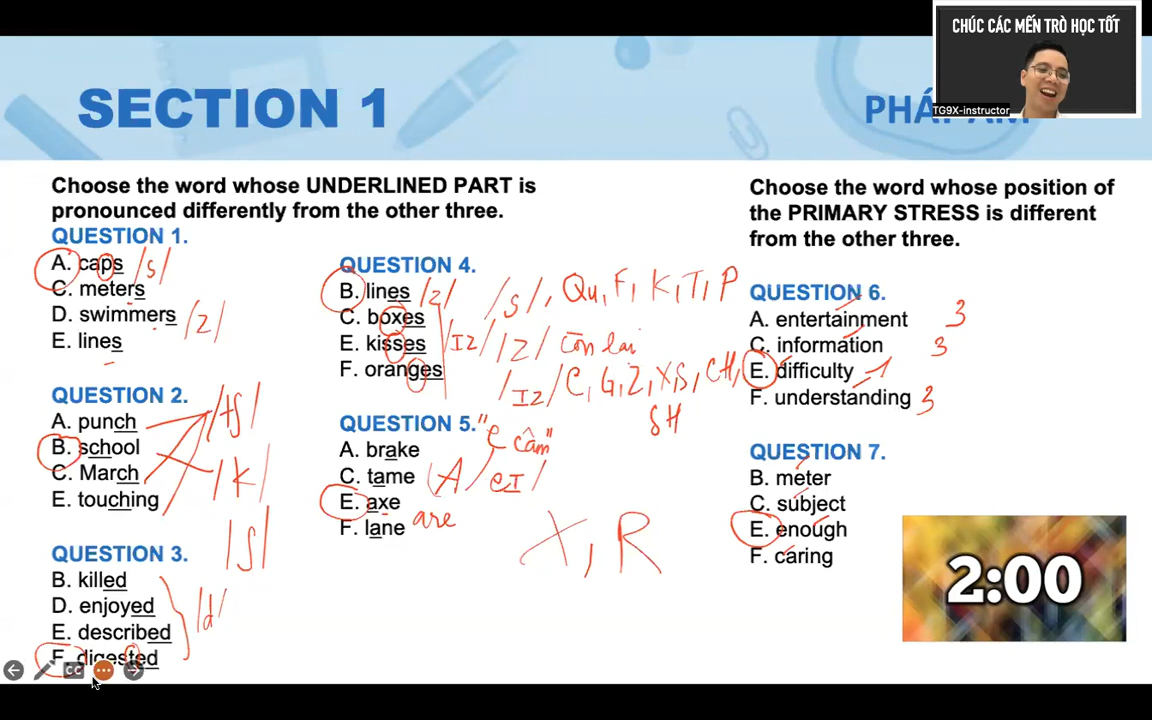 CHÚC CÁC MẾN TRÒ HỌC TỐT
TG9X-instructor
SECTION 1
Choose the word whose UNDERLINED PART is
pronounced differently from the other three.
QUESTION 1.
A. caps /s/
C. meters
D. swimmers /z/
E. lines
QUESTION 2.
A. punch /tʃ/
B. school
C. March /k/
E. touching
/ʃ/
QUESTION 3.
B. killed
D. enjoyed /d/
E. described
F. digested
QUESTION 4.
B. lines /z/ /s/, Qu, F, K, T, P
C. boxes
E. kisses /Iz/ /z/ còn lại
F. oranges /Iz/ C, G, Z, X, S, CH,
SH
QUESTION 5. "e câm"
A. brake
C. tame (A / eI /
E. axe
F. lane are
X, R
Choose the word whose position of
the PRIMARY STRESS is different
from the other three.
QUESTION 6.
A. entertainment 3
C. information 3
E. difficulty 1
F. understanding 3
QUESTION 7.
B. meter
C. subject
E. enough
F. caring
2:00
CC